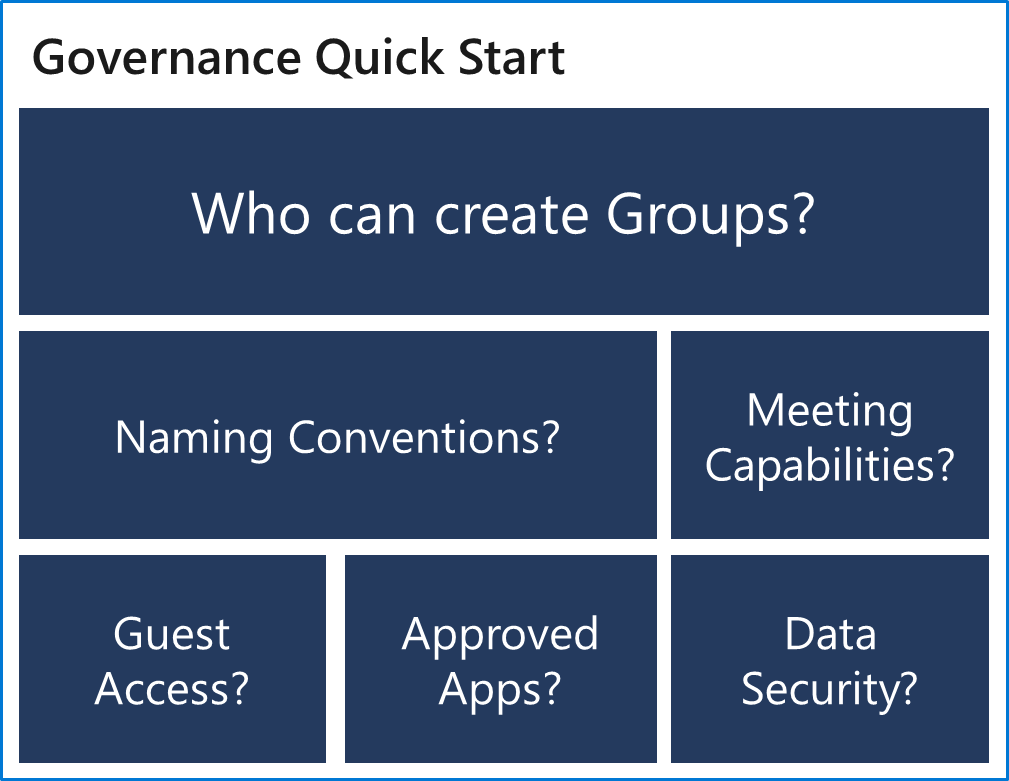 Governance Quick Start
Who can create Groups?
Naming Conventions?
Meeting
Capabilities?
Guest
Access?
Approved
Apps?
Data
Security?